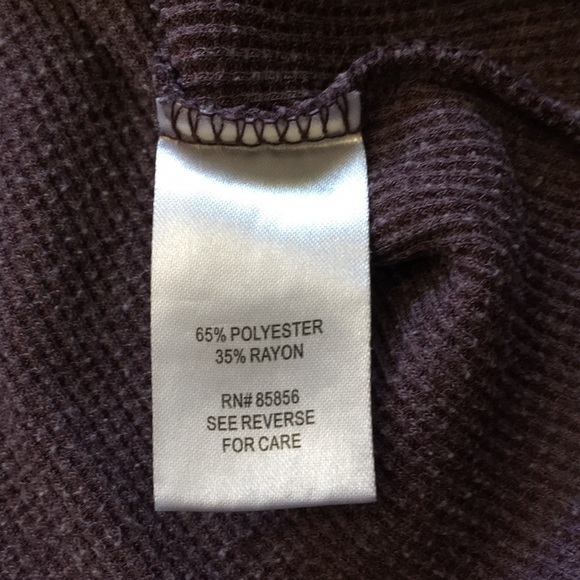 65% POLYESTER
35% RAYON
RN# 85856
SEE REVERSE
FOR CARE